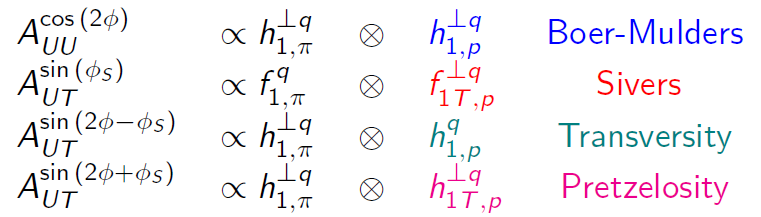 A_{UU}^{cos (2φ)} ∝ h_{1,π}^{⊥q} ⊗ h_{1,p}^{⊥q} Boer-Mulders
A_{UT}^{sin (φ_S)} ∝ f_{1,π}^{q} ⊗ f_{1T,p}^{⊥q} Sivers
A_{UT}^{sin (2φ−φ_S)} ∝ h_{1,π}^{⊥q} ⊗ h_{1,p}^{q} Transversity
A_{UT}^{sin (2φ+φ_S)} ∝ h_{1,π}^{⊥q} ⊗ h_{1T,p}^{⊥q} Pretzelosity